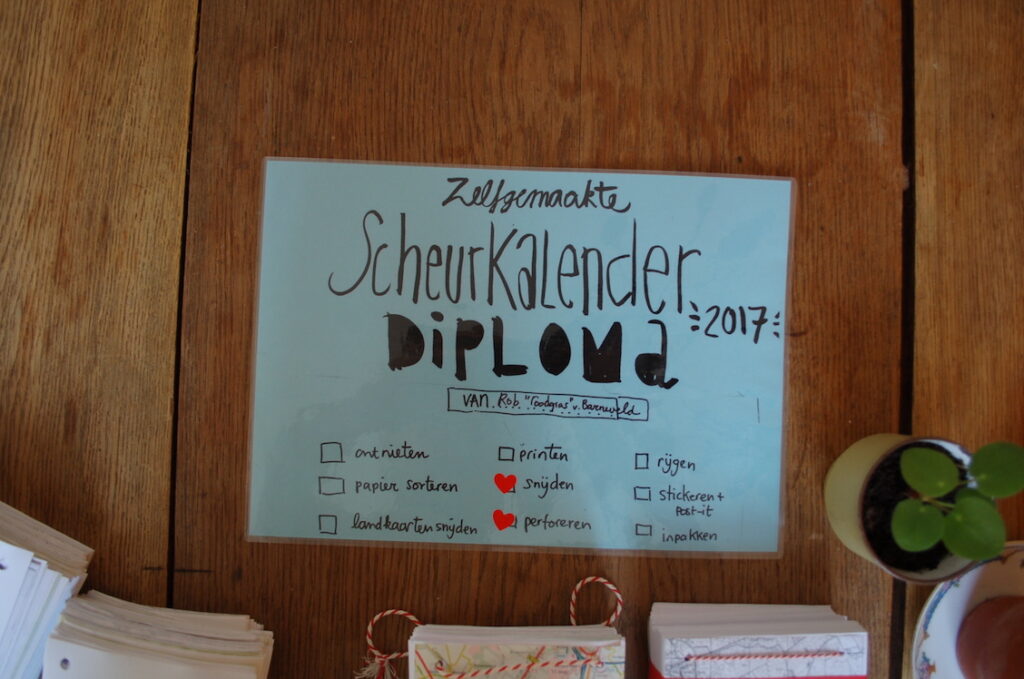 Zelfgemaakte
Scheurkalender
DiPLOMa
2017
VAN Rob "roodgras" v. Barneveld
ontnieten
papier sorteren
landkaarten snijden
printen
snijden
perforeren
rijgen
stickeren +
Post-it
inpakken